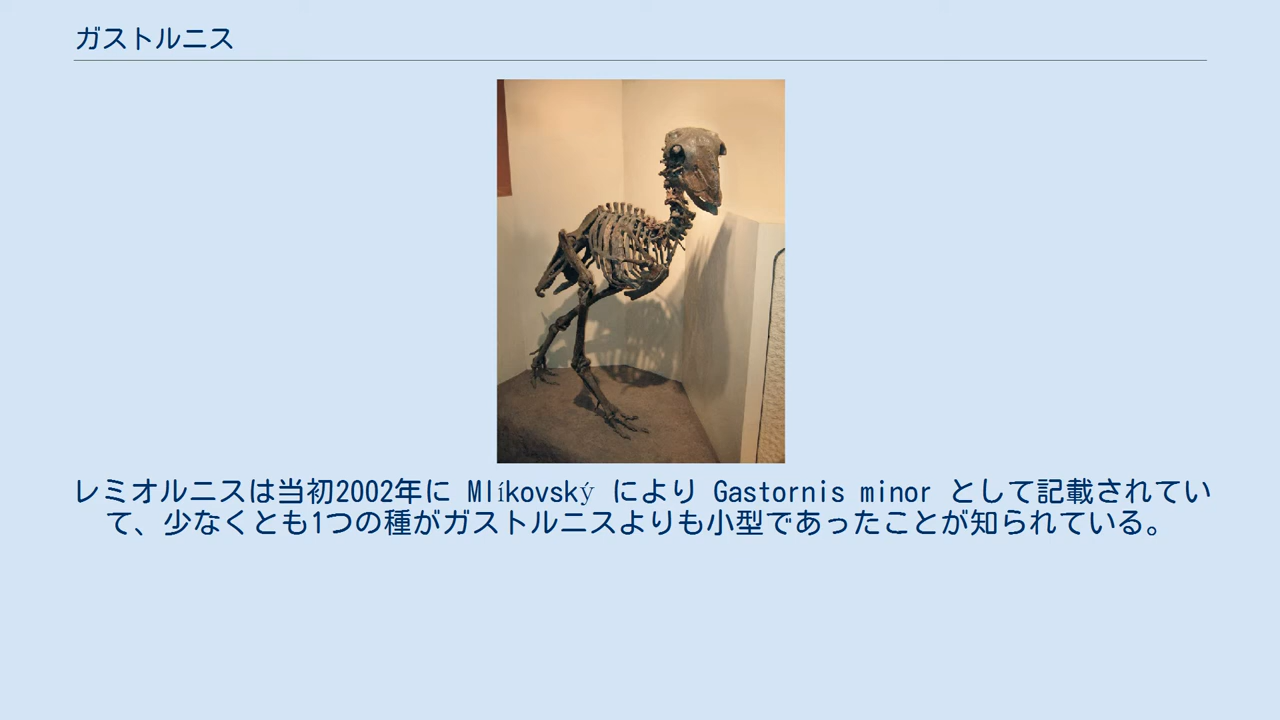 ガストルニス
レミオルニスは当初2002年に Mlíkovský により Gastornis minor として記載されてい
て、少なくとも1つの種がガストルニスよりも小型であったことが知られている。